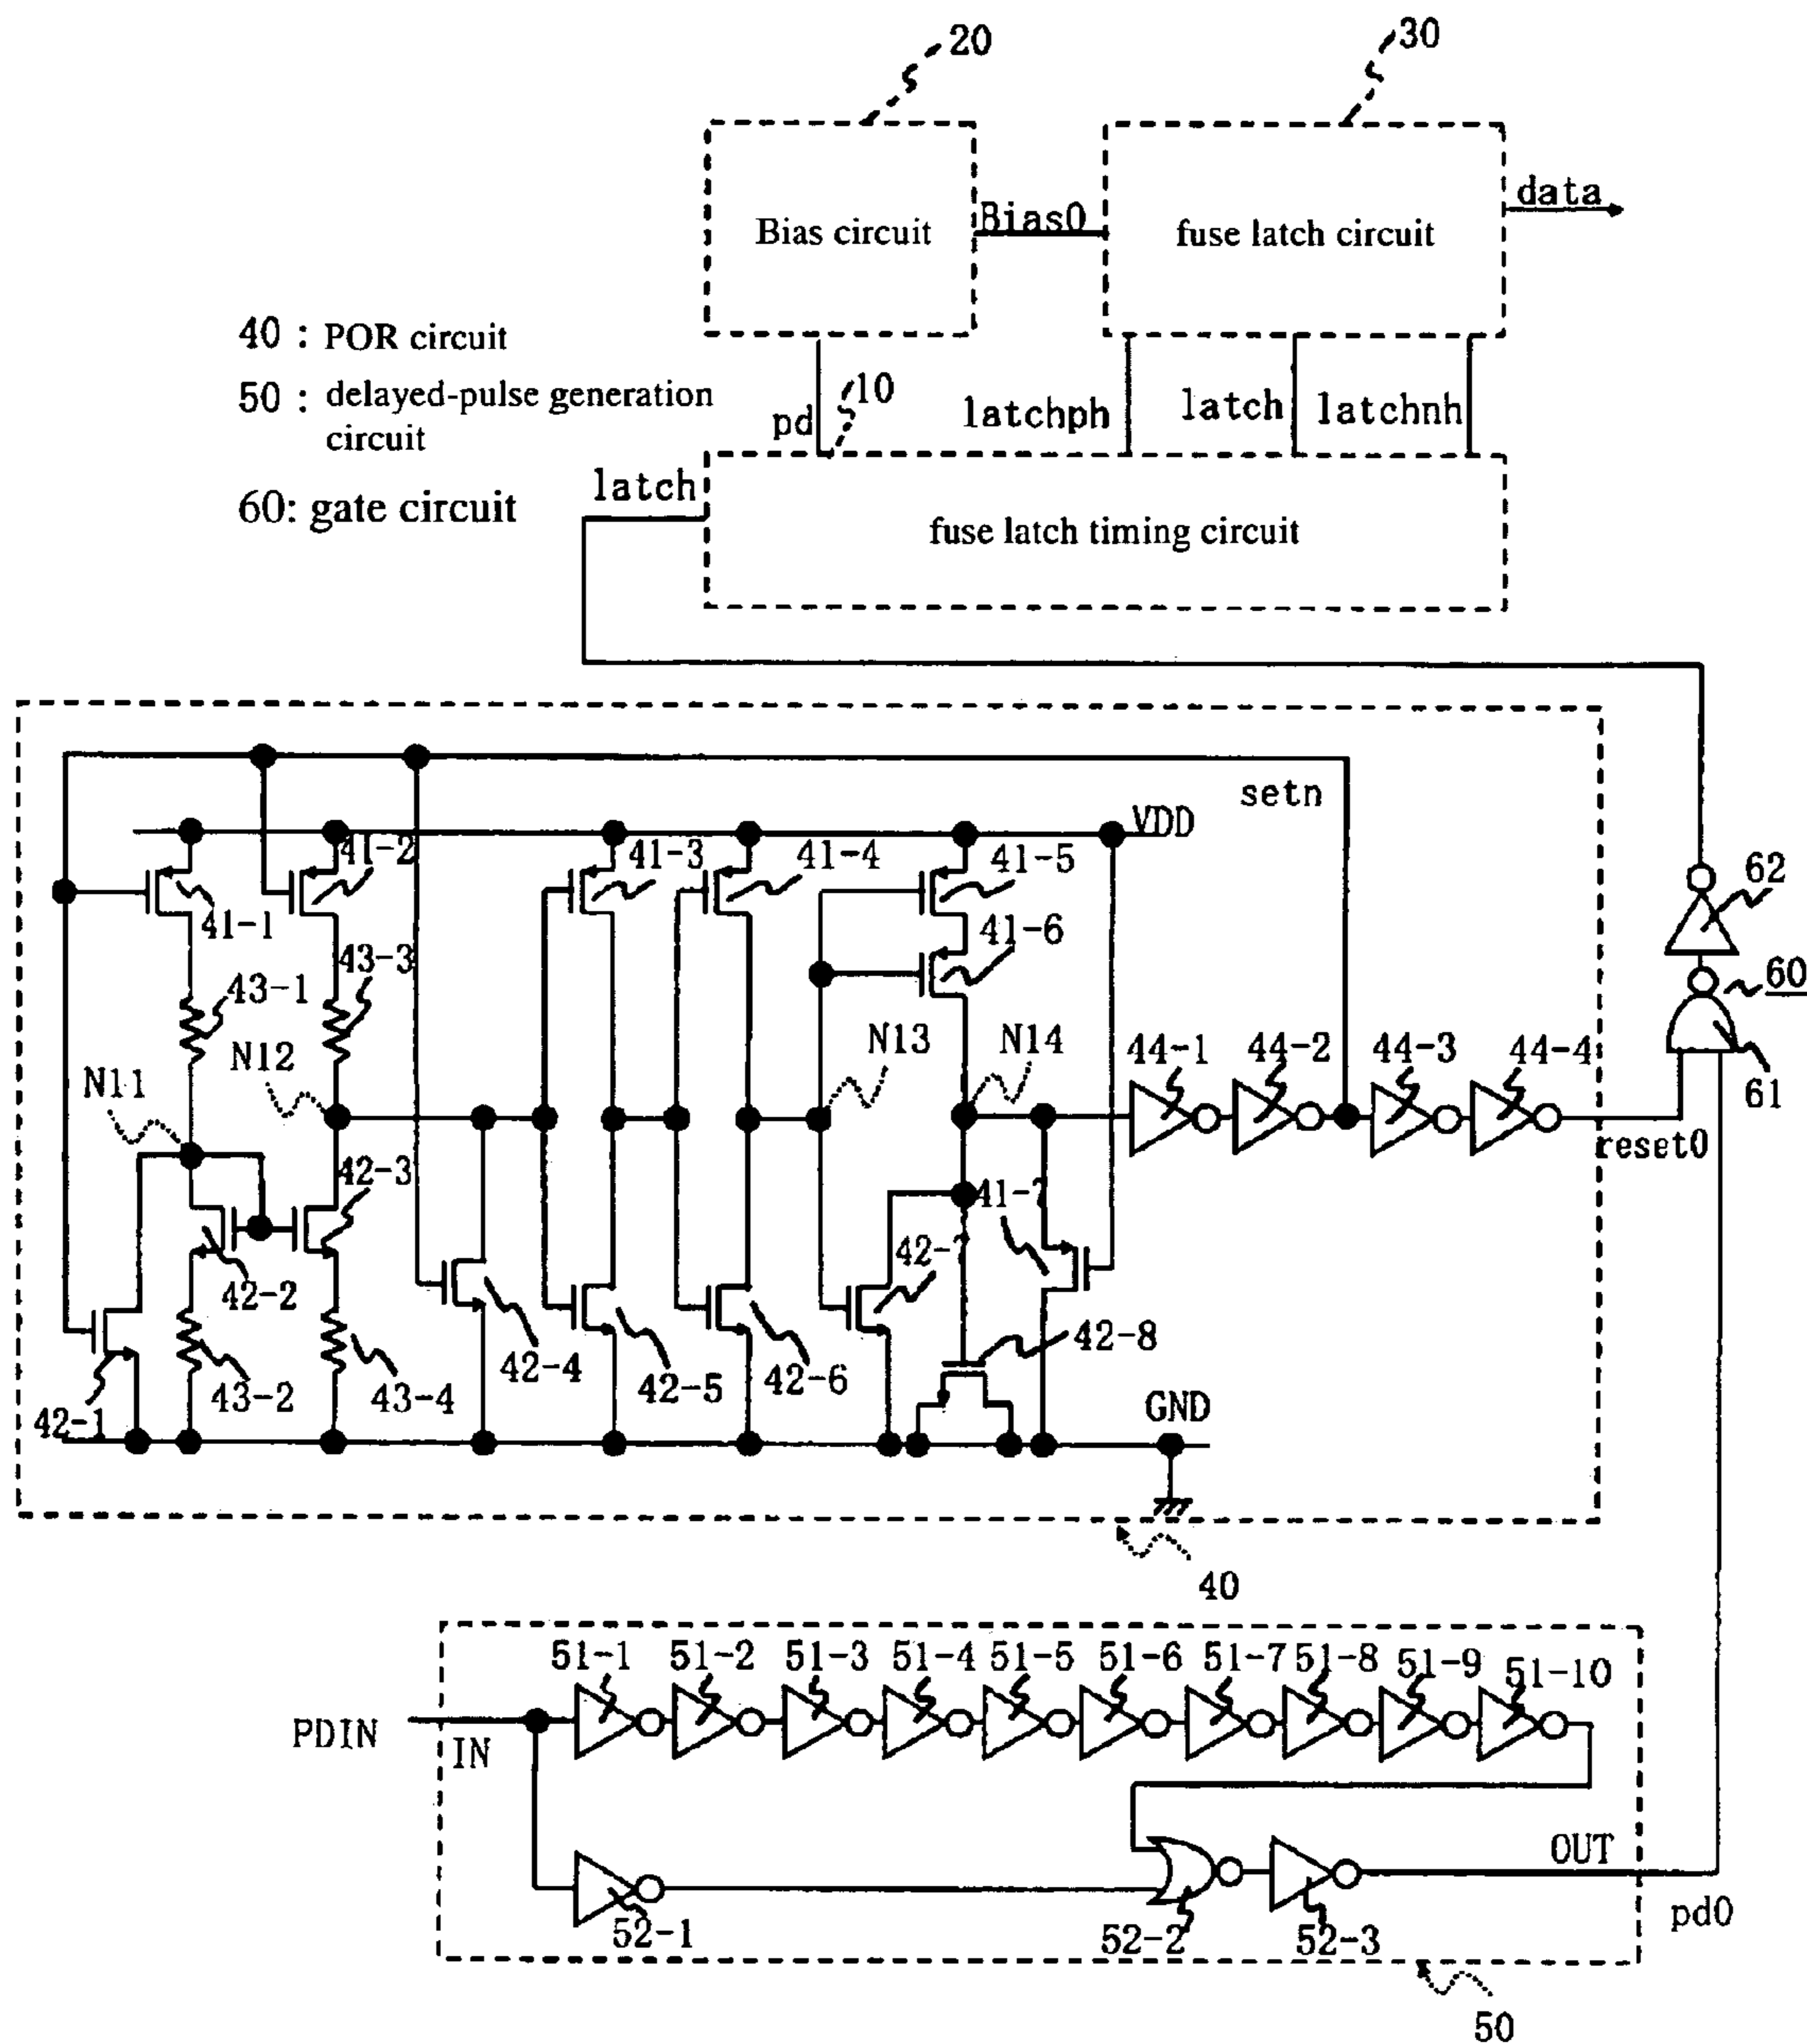 20
30
Bias circuit
Bias0
fuse latch circuit
data
40 : POR circuit
50 : delayed-pulse generation
circuit
60: gate circuit
pd
10
latchph
latch
latchnh
latch
fuse latch timing circuit
setn
VDD
41-1
41-2
41-3
41-4
41-5
41-6
62
43-1
43-3
60
N11
N12
N13
N14
44-1
44-2
44-3
44-4
61
reset0
42-3
41-7
42-7
42-2
42-8
42-4
42-5
42-6
42-1
43-2
43-4
GND
40
51-1
51-2
51-3
51-4
51-5
51-6
51-7
51-8
51-9
51-10
PDIN
IN
OUT
52-1
52-2
52-3
pd0
50